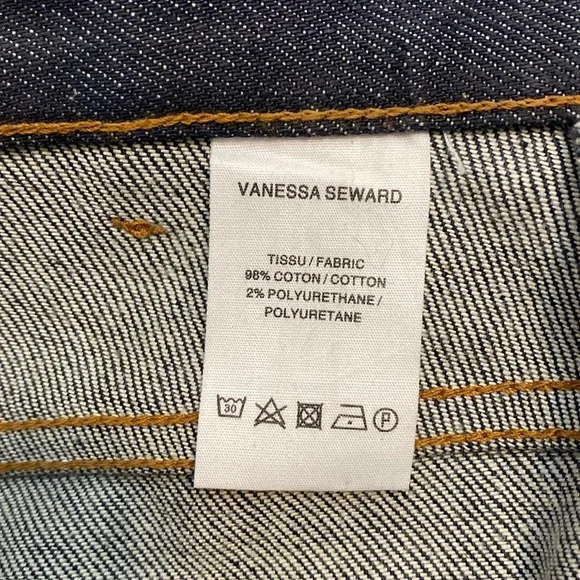 VANESSA SEWARD
TISSU / FABRIC
98% COTON / COTTON
2% POLYURETHANE /
POLYURETANE
30 P